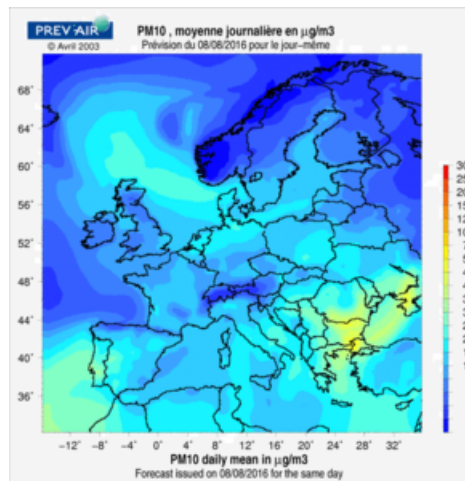 PREV'AIR
© Avril 2003
PM10 , moyenne journalière en µg/m3
Prévision du 08/08/2016 pour le jour-même
68°
64°
60°
56°
52°
48°
44°
40°
36°
-12° -8° -4° 0° 4° 8° 12° 16° 20° 24° 28° 32°
PM10 daily mean in µg/m3
Forecast issued on 08/08/2016 for the same day